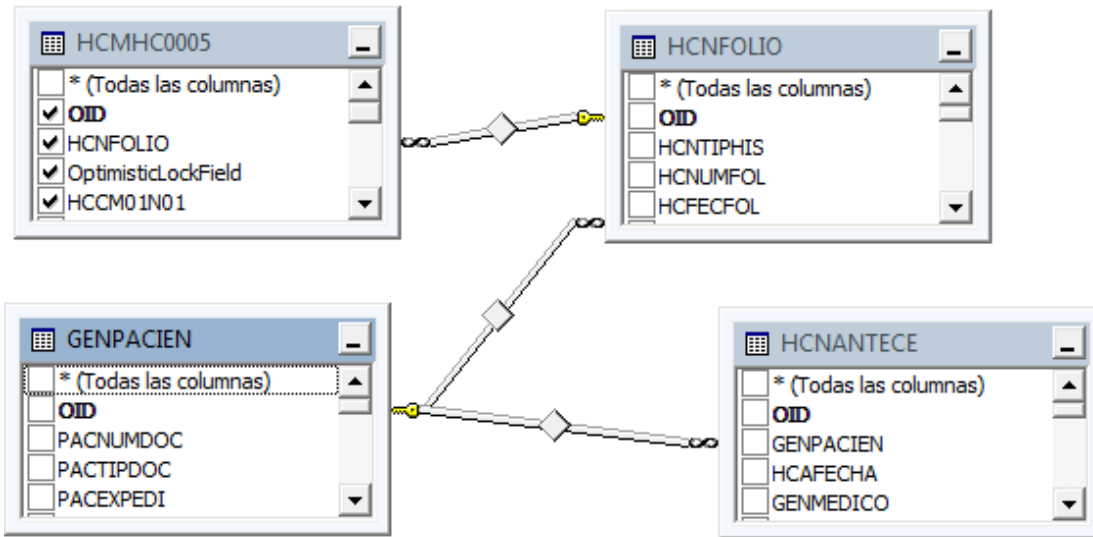 HCMHC0005
* (Todas las columnas)
OID
HCNFOLIO
OptimisticLockField
HCCM01N01
HCNFOLIO
* (Todas las columnas)
OID
HCNTIPHIS
HCNUMFOL
HCFECFOL
GENPACIEN
* (Todas las columnas)
OID
PACNUMDOC
PACTIPDOC
PACEXPEDI
HCNANTECE
* (Todas las columnas)
OID
GENPACIEN
HCAFECHA
GENMEDICO